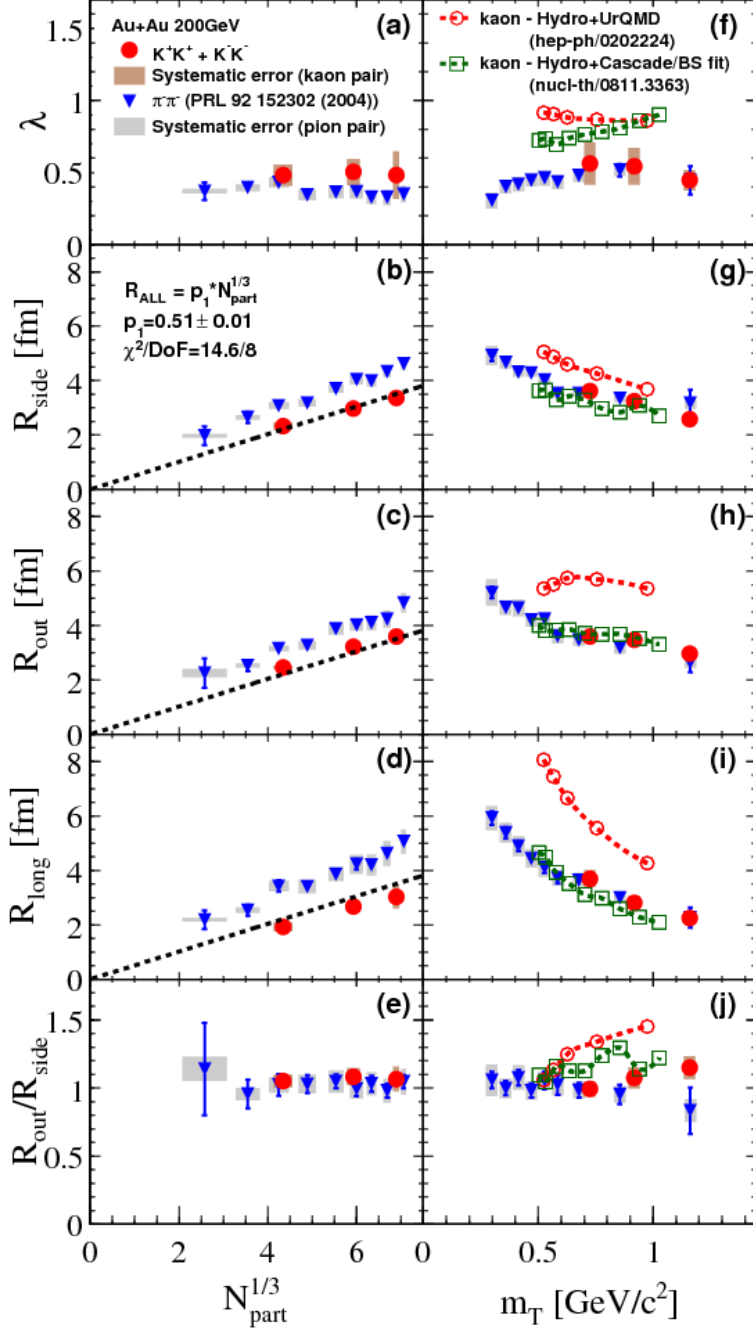 Au+Au 200GeV
K⁺K⁺ + K⁻K⁻
Systematic error (kaon pair)
π⁻π⁻ (PRL 92 152302 (2004))
Systematic error (pion pair)
(a)
1.5
1
0.5
0
λ
(f)
kaon - Hydro+UrQMD
(hep-ph/0202224)
kaon - Hydro+Cascade/BS fit)
(nucl-th/0811.3363)
(b)
R_ALL = p₁*N_part^1/3
p₁=0.51± 0.01
χ²/DoF=14.6/8
8
6
4
2
0
R_side [fm]
(g)
(c)
8
6
4
2
0
R_out [fm]
(h)
(d)
8
6
4
2
0
R_long [fm]
(i)
(e)
1.5
1.0
0.5
0
R_out/R_side
(j)
0 2 4 6 0 0.5 1
N_part^1/3
m_T [GeV/c²]